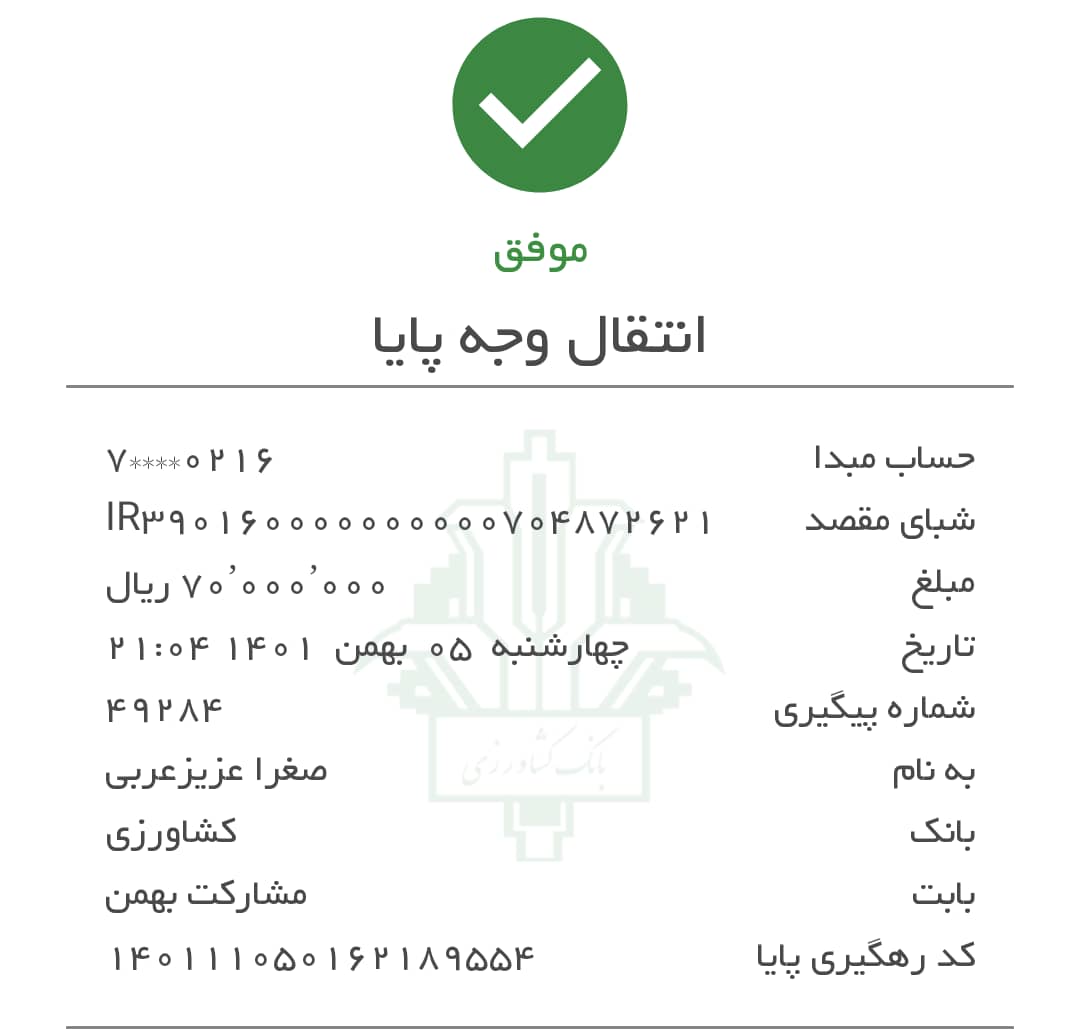 موفق
انتقال وجه پایا
حساب مبدا ۷****۰۲۱۶
شبای مقصد IR۳۹۰۱۶۰۰۰۰۰۰۰۰۰۰۷۰۴۸۷۲۶۲۱
مبلغ ۷۰٬۰۰۰٬۰۰۰ ریال
تاریخ چهارشنبه ۰۵ بهمن ۱۴۰۱ ۲۱:۰۴
شماره پیگیری ۴۹۲۸۴
بانک کشاورزی
به نام صغرا عزیزعربی
بانک کشاورزی
بابت مشارکت بهمن
کد رهگیری پایا ۱۴۰۱۱۱۰۵۰۱۶۲۱۸۹۵۵۴